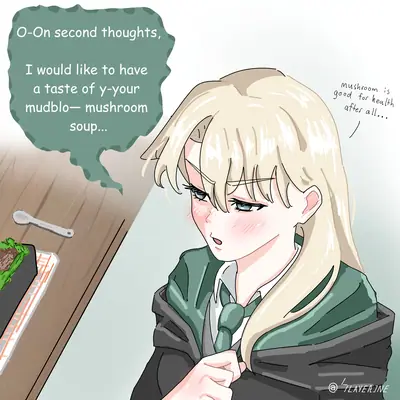 O-On second thoughts,
I would like to have
a taste of y-your
mudblo— mushroom
soup...
mushroom is
good for health
after all...